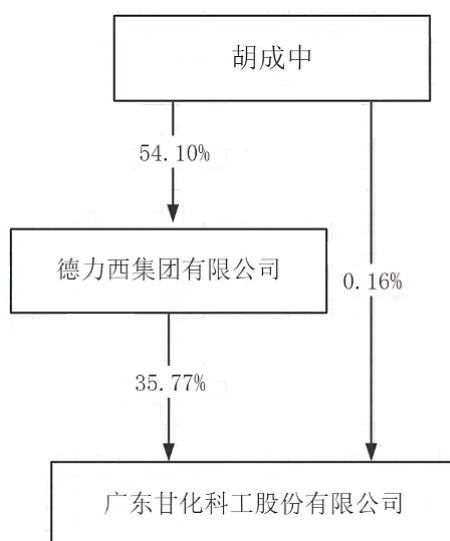 胡成中
54.10%
德力西集团有限公司
0.16%
35.77%
广东甘化科工股份有限公司